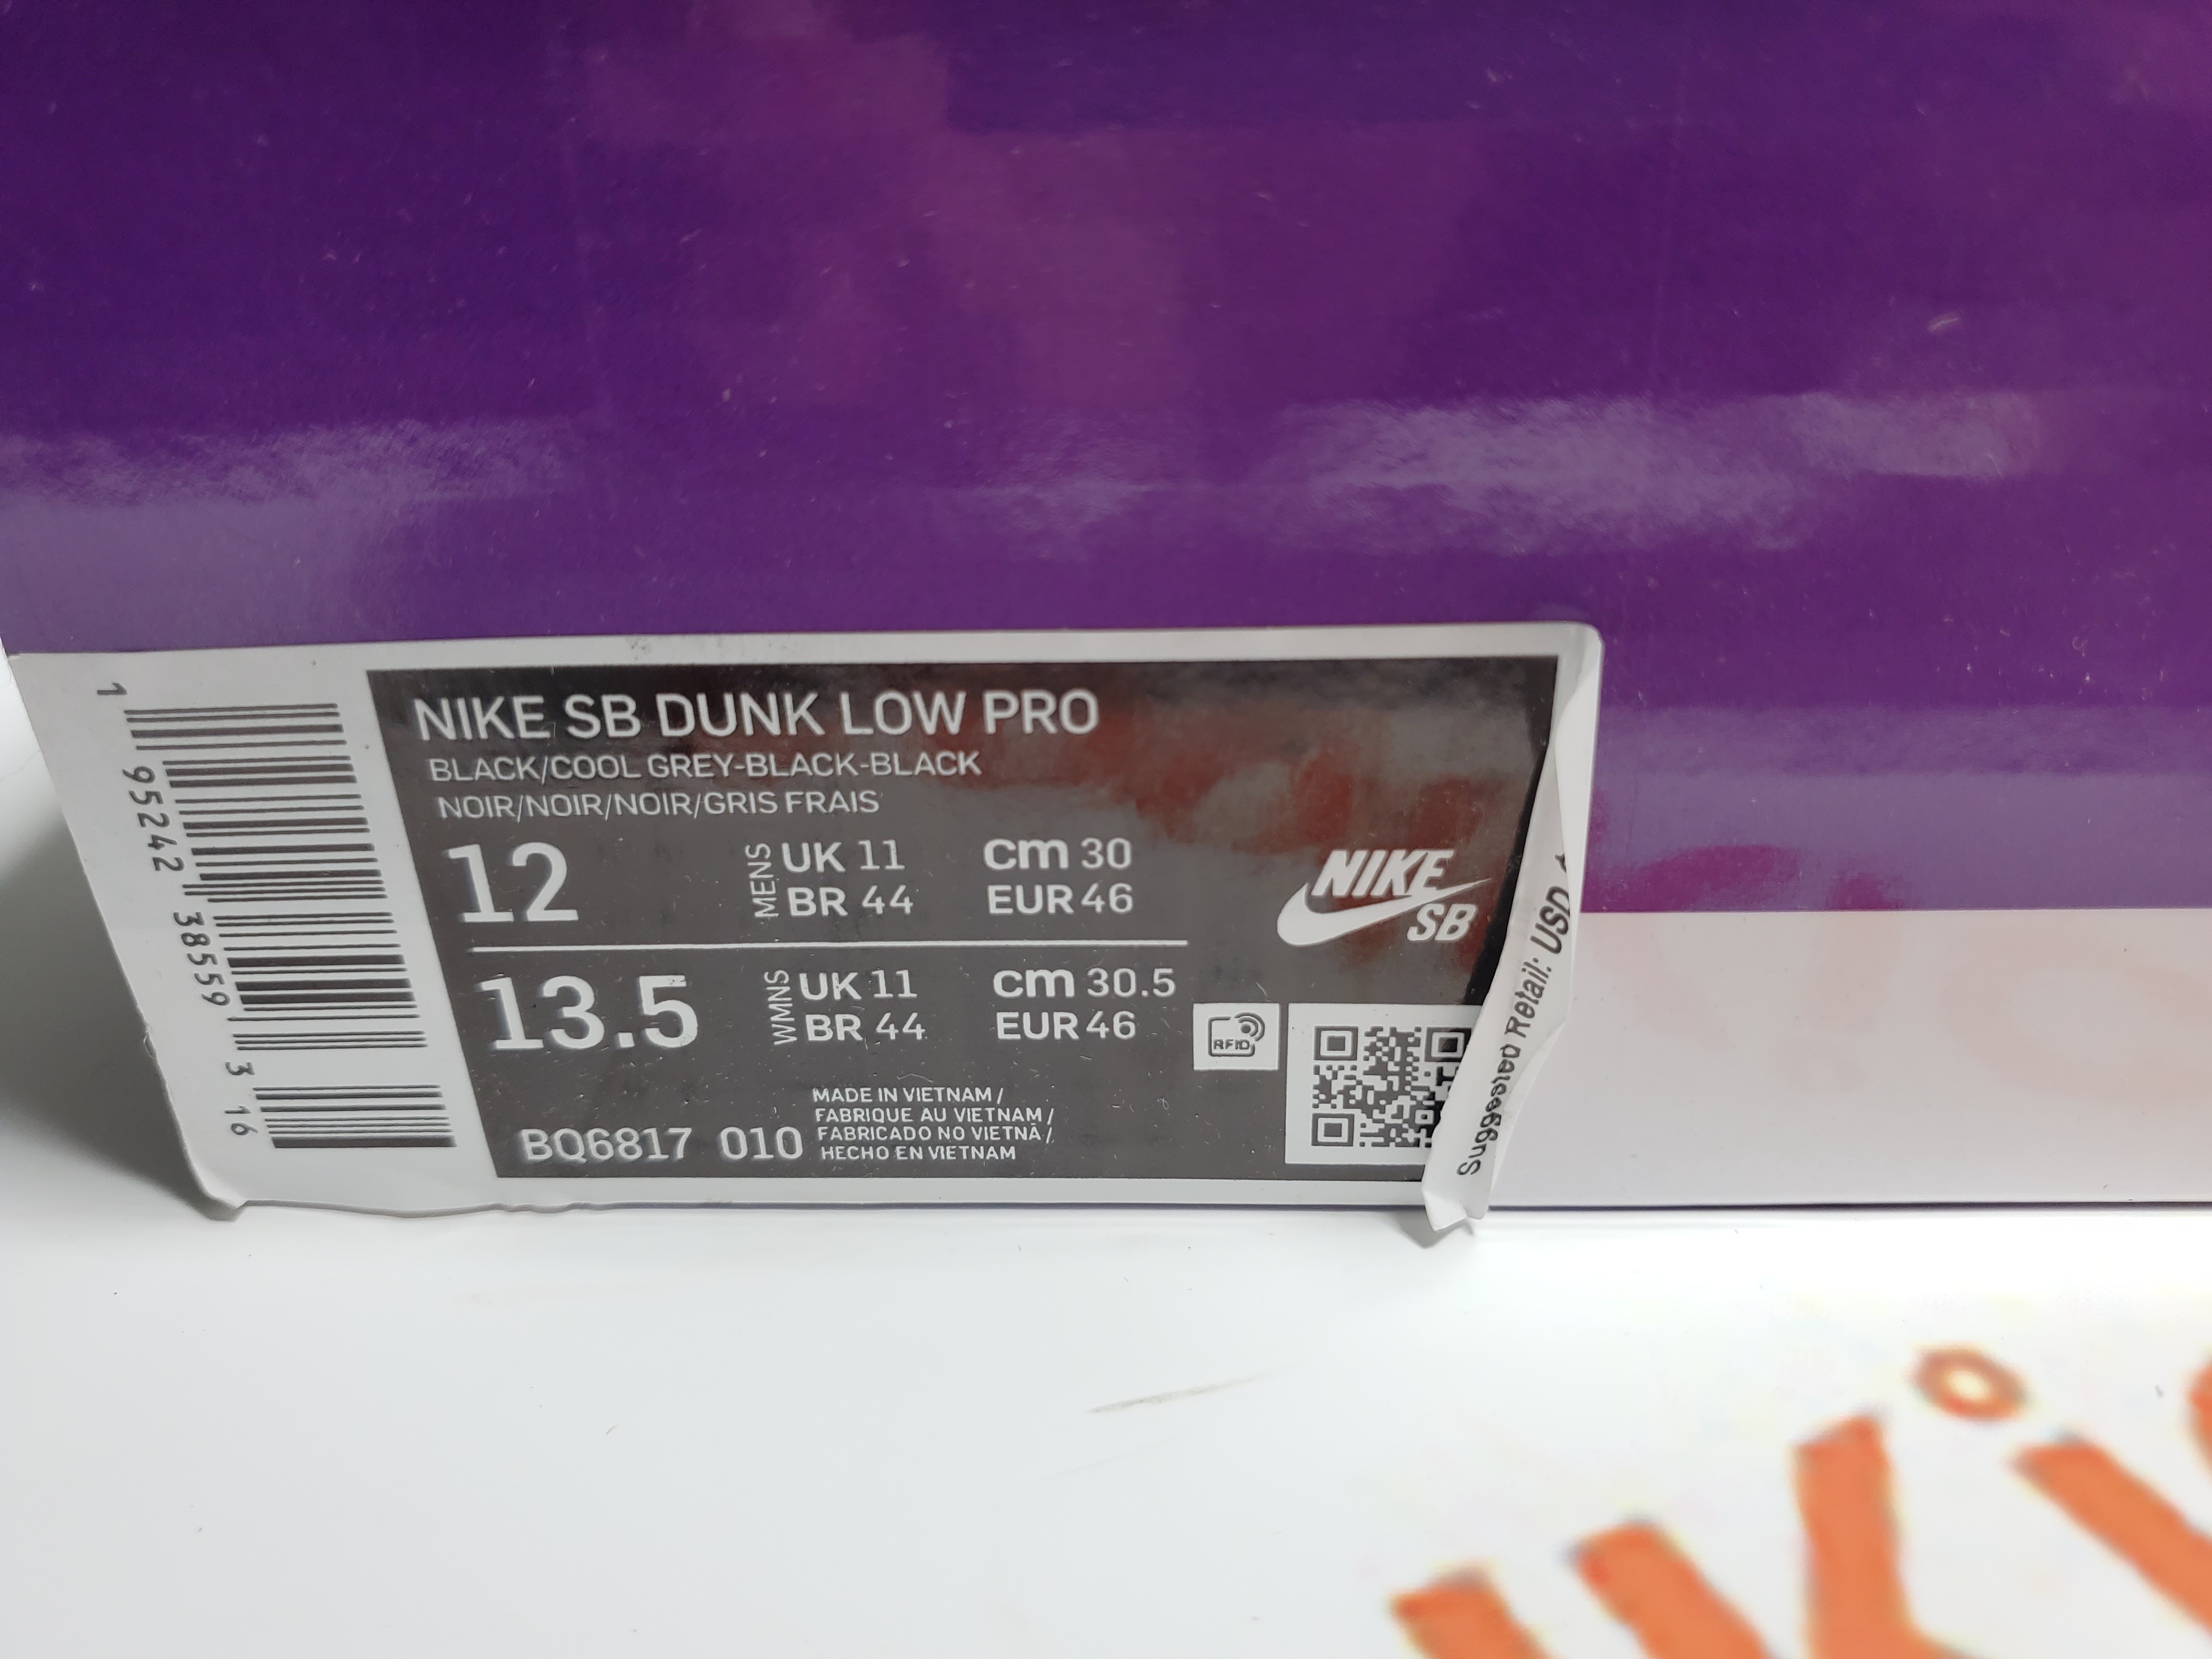 NIKE SB DUNK LOW PRO
BLACK/COOL GREY-BLACK-BLACK
NOIR/NOIR/NOIR/GRIS FRAIS
12
MENS
UK 11
BR 44
cm 30
EUR 46
13.5
WMNS
UK 11
BR 44
cm 30.5
EUR 46
BQ6817 010
MADE IN VIETNAM /
FABRIQUE AU VIETNAM /
FABRICADO NO VIETNÃ /
HECHO EN VIETNAM
NIKE
SB
RFID
Suggested Retail: USD
1 952242 38559 3 16